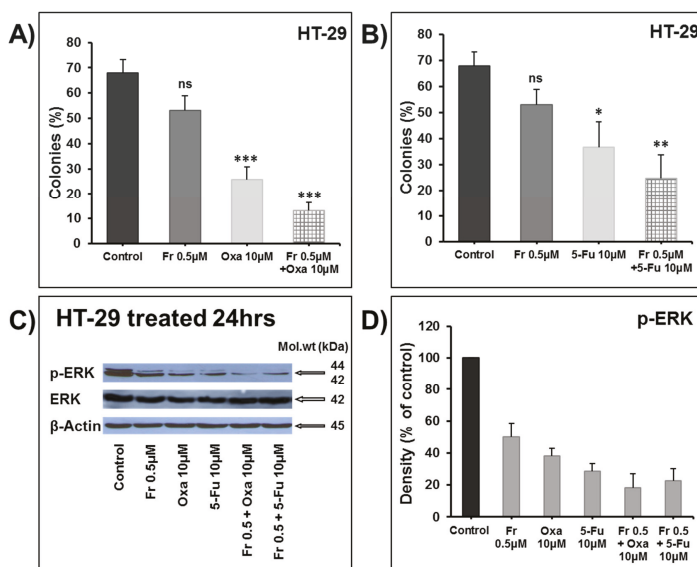 A)
HT-29
Colonies (%)
80
70
60
50
40
30
20
10
0
ns
***
***
Control
Fr 0.5µM
Oxa 10µM
Fr 0.5µM
+Oxa 10µM
B)
HT-29
Colonies (%)
80
70
60
50
40
30
20
10
0
ns
*
**
Control
Fr 0.5µM
5-Fu 10µM
Fr 0.5µM
+5-Fu 10µM
C)
HT-29 treated 24hrs
Mol.wt (kDa)
p-ERK
44
42
ERK
42
β-Actin
45
Control
Fr 0.5µM
Oxa 10µM
5-Fu 10µM
Fr 0.5 + Oxa 10µM
Fr 0.5 + 5-Fu 10µM
D)
p-ERK
Density (% of control)
120
100
80
60
40
20
0
Control
Fr
0.5µM
Oxa
10µM
5-Fu
10µM
Fr 0.5
+ Oxa
10µM
Fr 0.5
+ 5-Fu
10µM